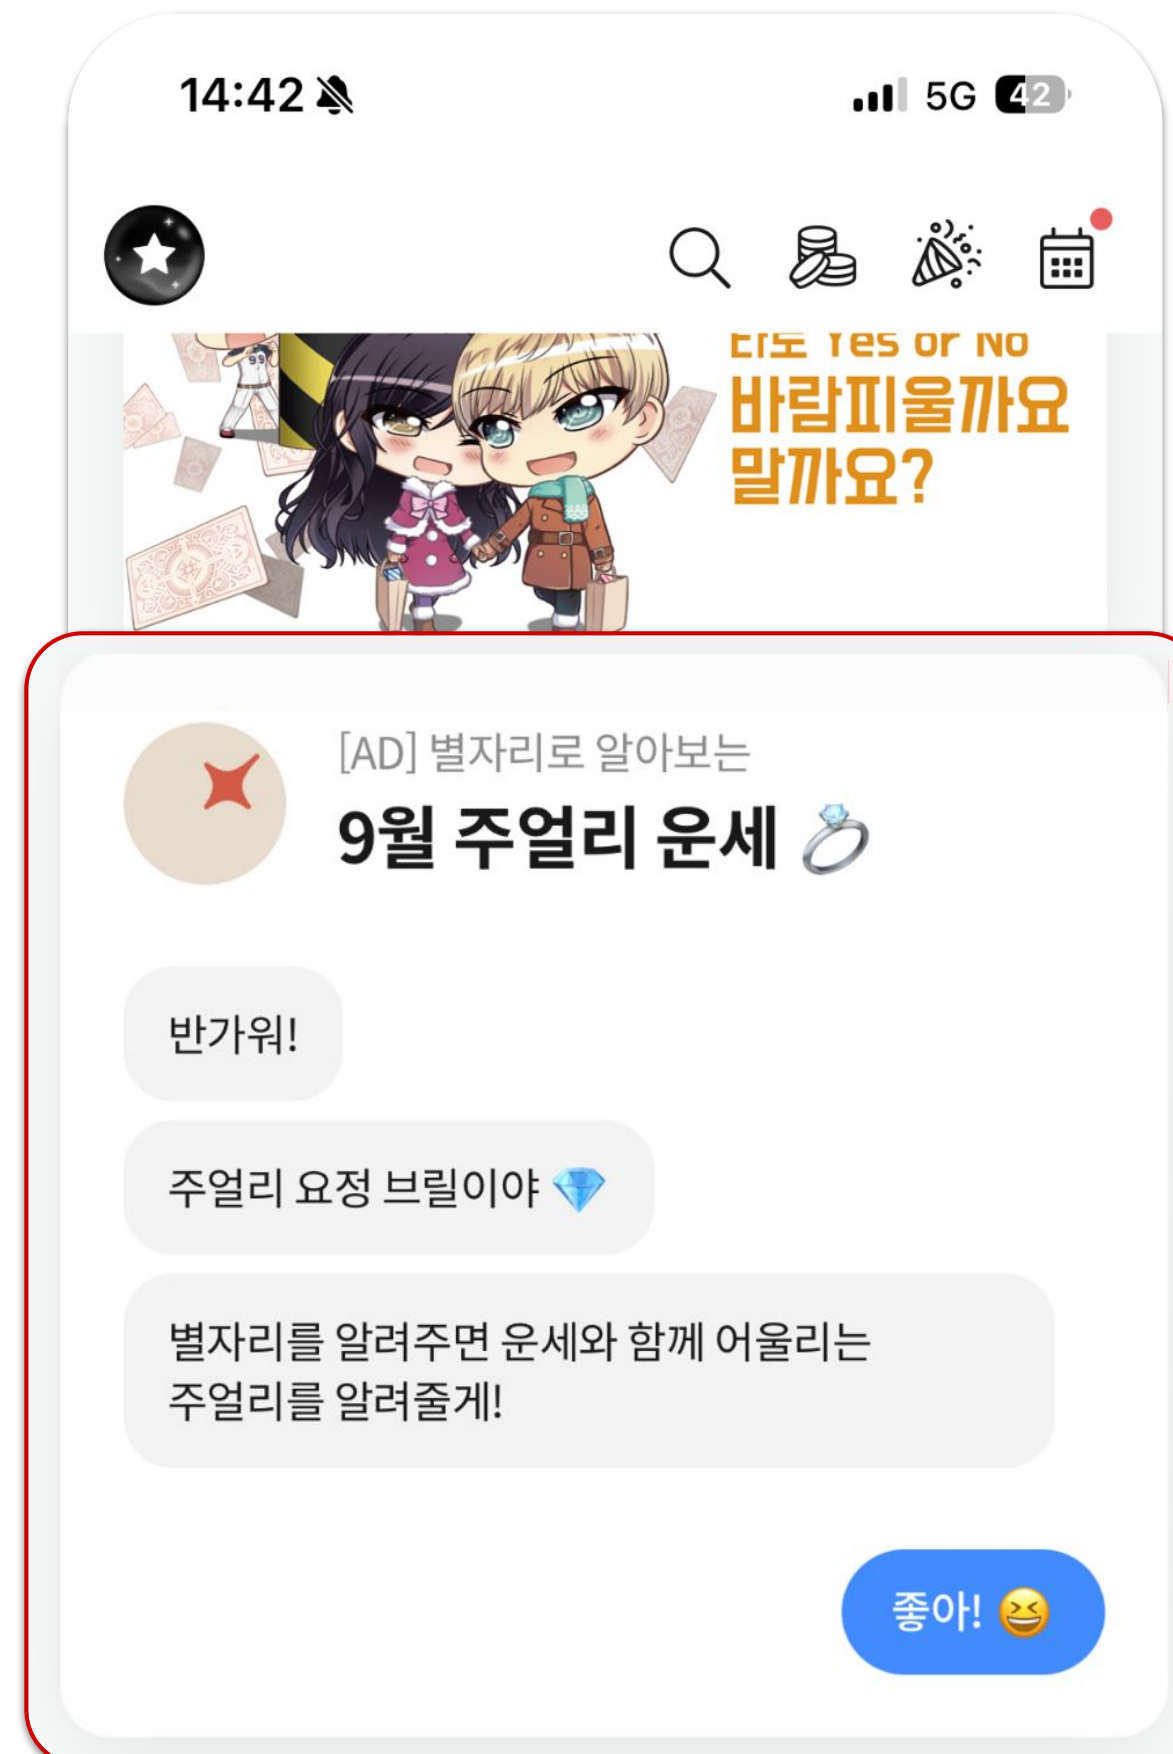 14:42
5G 42
타로 Yes or No
바람피울까요
말까요?
99
[AD] 별자리로 알아보는
9월 주얼리 운세
반가워!
주얼리 요정 브릴이야
별자리를 알려주면 운세와 함께 어울리는
주얼리를 알려줄게!
좋아!